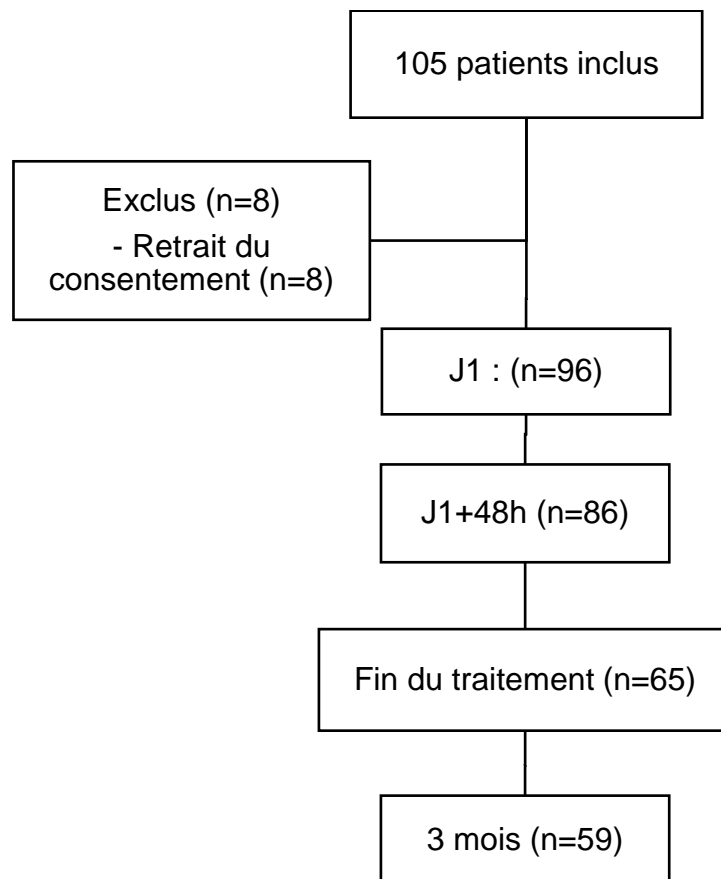 105 patients inclus
Exclus (n=8)
- Retrait du
consentement (n=8)
J1 : (n=96)
J1+48h (n=86)
Fin du traitement (n=65)
3 mois (n=59)